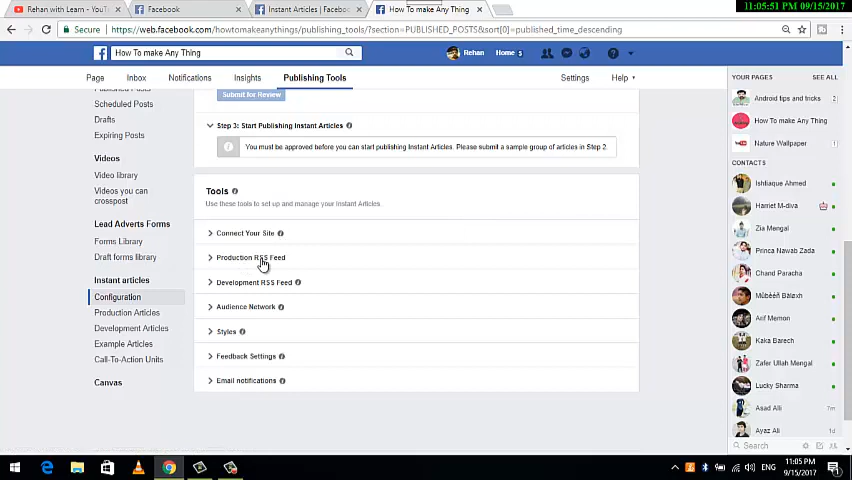 11:05:51 PM 09/15/2017
Rehan with Learn - YouT
Facebook
Instant Articles | Facebo
How To make Any Thing
Secure
https://web.facebook.com/howtomakeanythings/publishing_tools/?section=PUBLISHED_POSTS&sort[0]=published_time_descending
How To make Any Thing
Rehan
Home 5
Page
Inbox
Notifications
Insights
Publishing Tools
Settings
Help
Scheduled Posts
Drafts
Expiring Posts
Videos
Video library
Videos you can
crosspost
Lead Adverts Forms
Forms Library
Draft forms library
Instant articles
Configuration
Production Articles
Development Articles
Example Articles
Call-To-Action Units
Canvas
Submit for Review
Step 3: Start Publishing Instant Articles
You must be approved before you can start publishing Instant Articles. Please submit a sample group of articles in Step 2.
Tools
Use these tools to set up and manage your Instant Articles
Connect Your Site
Production RSS Feed
Development RSS Feed
Audience Network
Styles
Feedback Settings
Email notifications
YOUR PAGES
SEE ALL
Android tips and tricks
2
How To make Any Thing
Nature Wallpaper
1
CONTACTS
Ishtiaque Ahmed
Harriet M-diva
Zia Mengal
Princa Nawab Zada
Chand Paracha
Arif Memon
Kaka Barech
Zafer Ullah Mengal
Lucky Sharma
Asad Alli
7m
Ayaz Ali
1d
Search
ENG
11:05 PM
9/15/2017